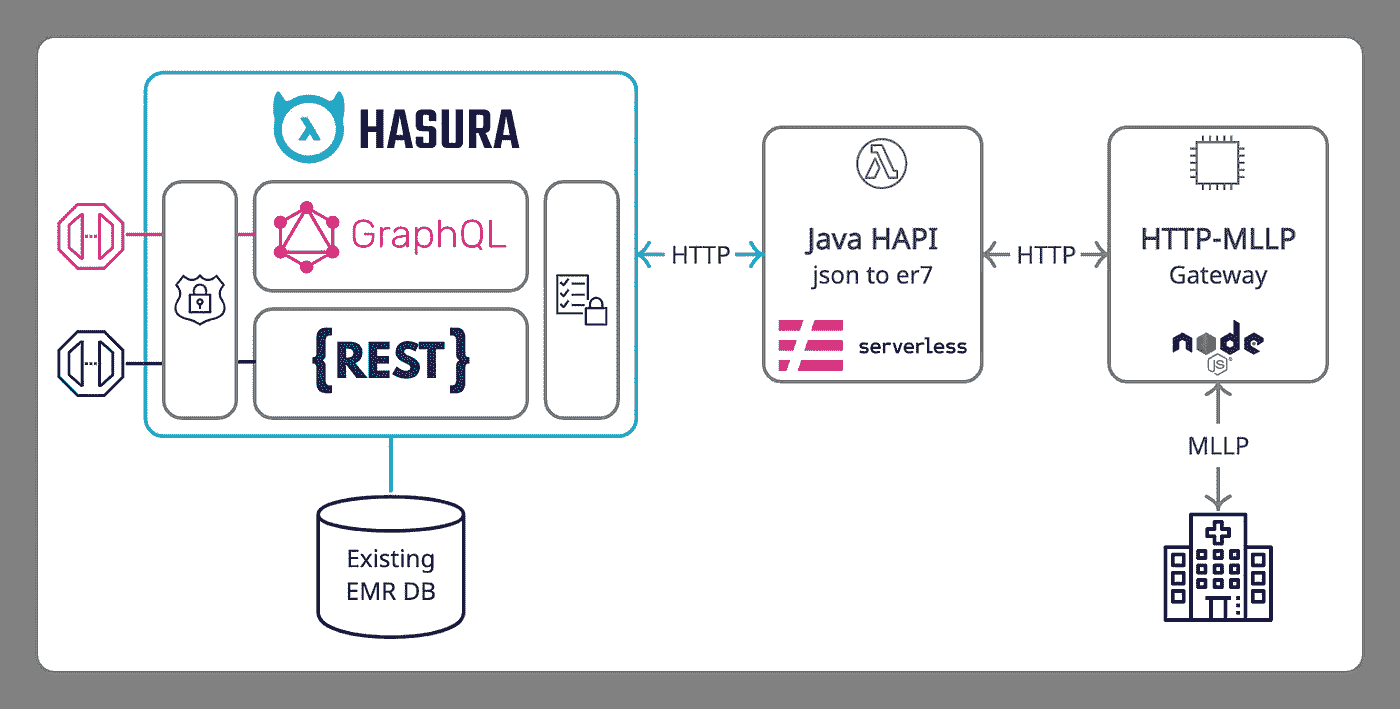 HASURA
GraphQL
{REST}
HTTP
Java HAPI
json to er7
serverless
HTTP
HTTP-MLLP
Gateway
node
JS
MLLP
Existing
EMR DB